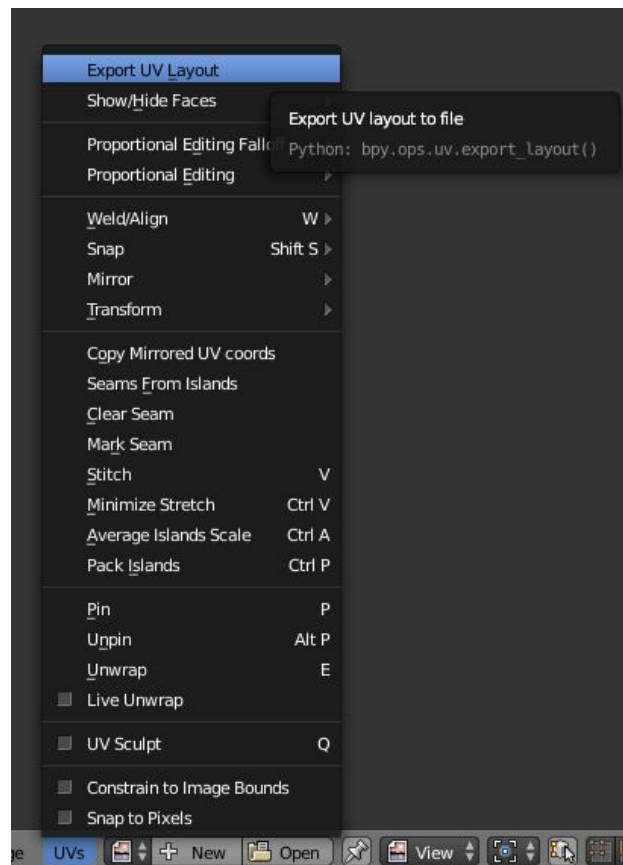 Export UV Layout
Show/Hide Faces
Export UV layout to file
Python: bpy.ops.uv.export_layout()
Proportional Editing
Proportional Editing
Weld/Align W
Snap Shift S
Mirror
Transform
Copy Mirrored UV coords
Seams From Islands
Clear Seam
Mark Seam
Stitch V
Minimize Stretch Ctrl V
Average Islands Scale Ctrl A
Pack Islands Ctrl P
Pin P
Unpin Alt P
Unwrap E
Live Unwrap
UV Sculpt Q
Constrain to Image Bounds
Snap to Pixels
UVs New Open View